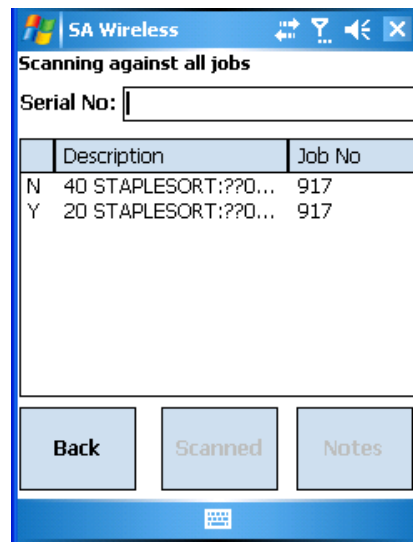 SA Wireless
Scanning against all jobs
Serial No:
Description Job No
N 40 STAPLESORT:??0... 917
Y 20 STAPLESORT:??0... 917
Back Scanned Notes